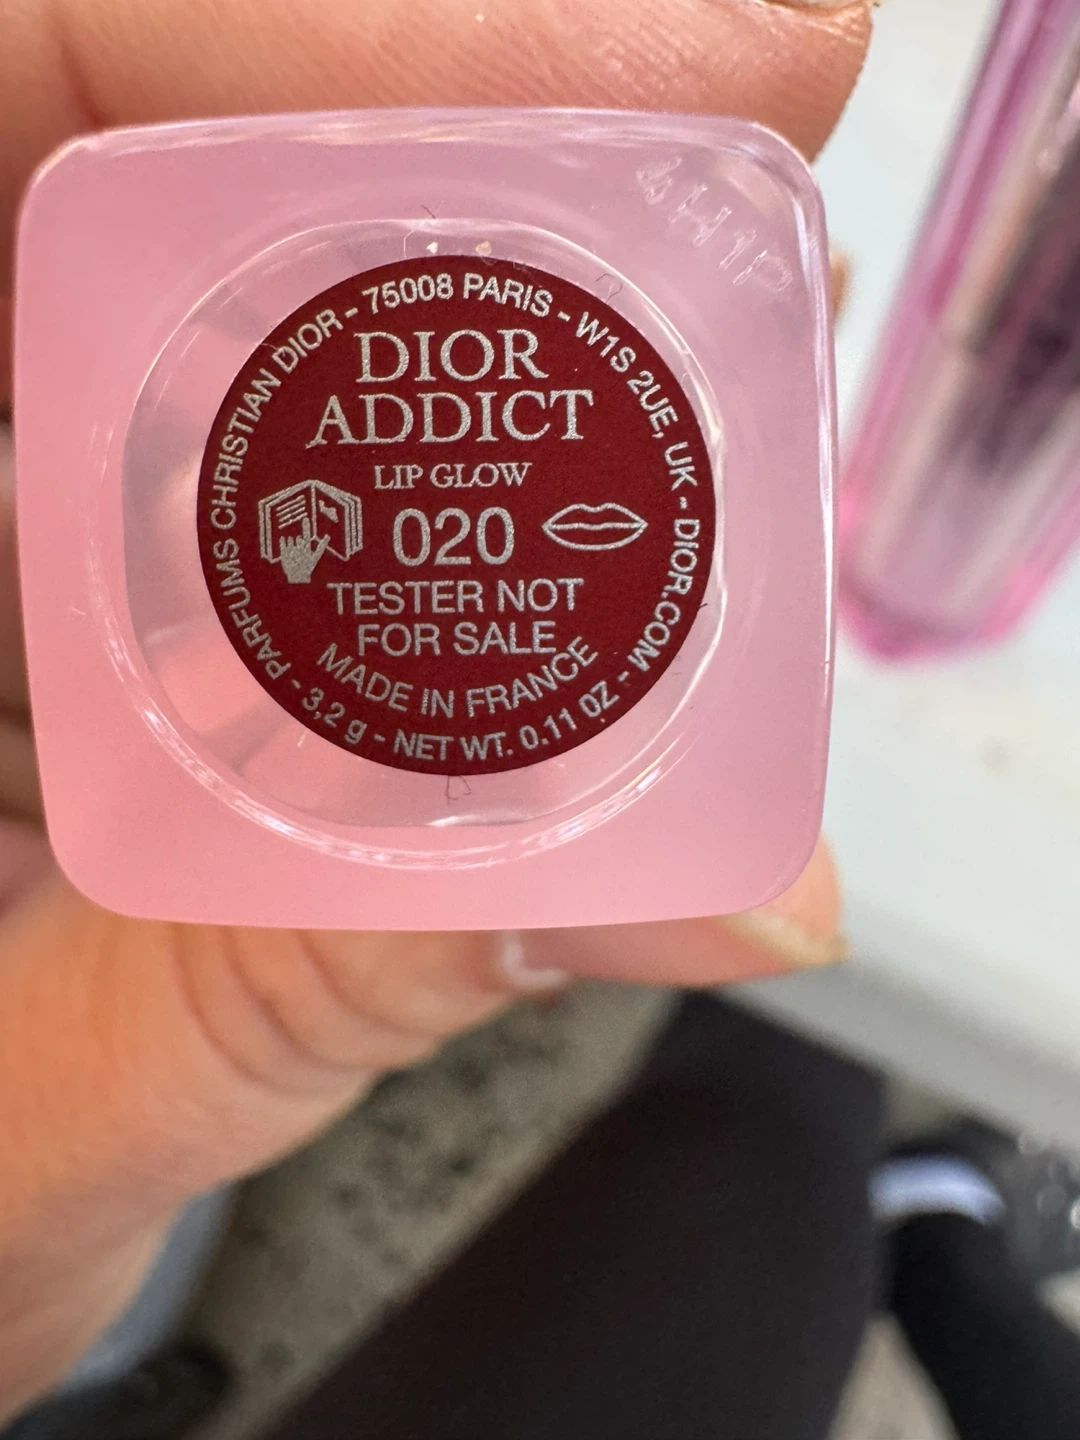 PARFUMS CHRISTIAN DIOR - 75008 PARIS - W1S 2UE, UK - DIOR.COM - 3,2 g - NET WT. 0.11 OZ -
DIOR
ADDICT
LIP GLOW
020
TESTER NOT
FOR SALE
MADE IN FRANCE
4H1P